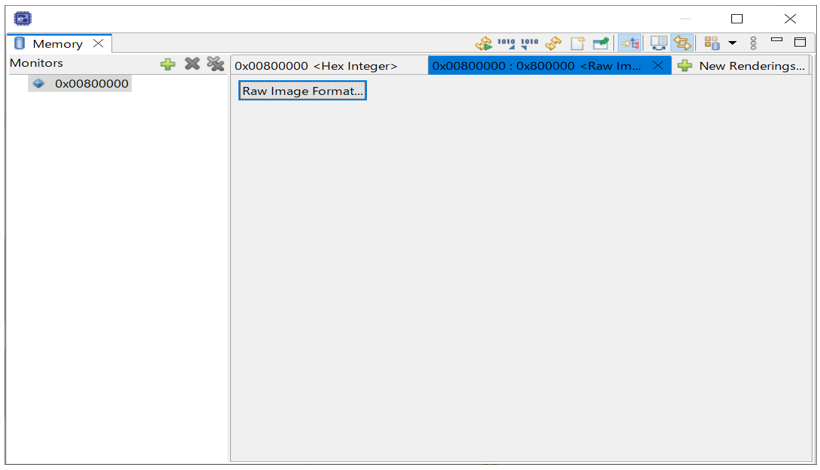 Memory
Monitors
0x00800000
0x00800000 <Hex Integer>
0x00800000 : 0x800000 <Raw Im...
New Renderings...
Raw Image Format...